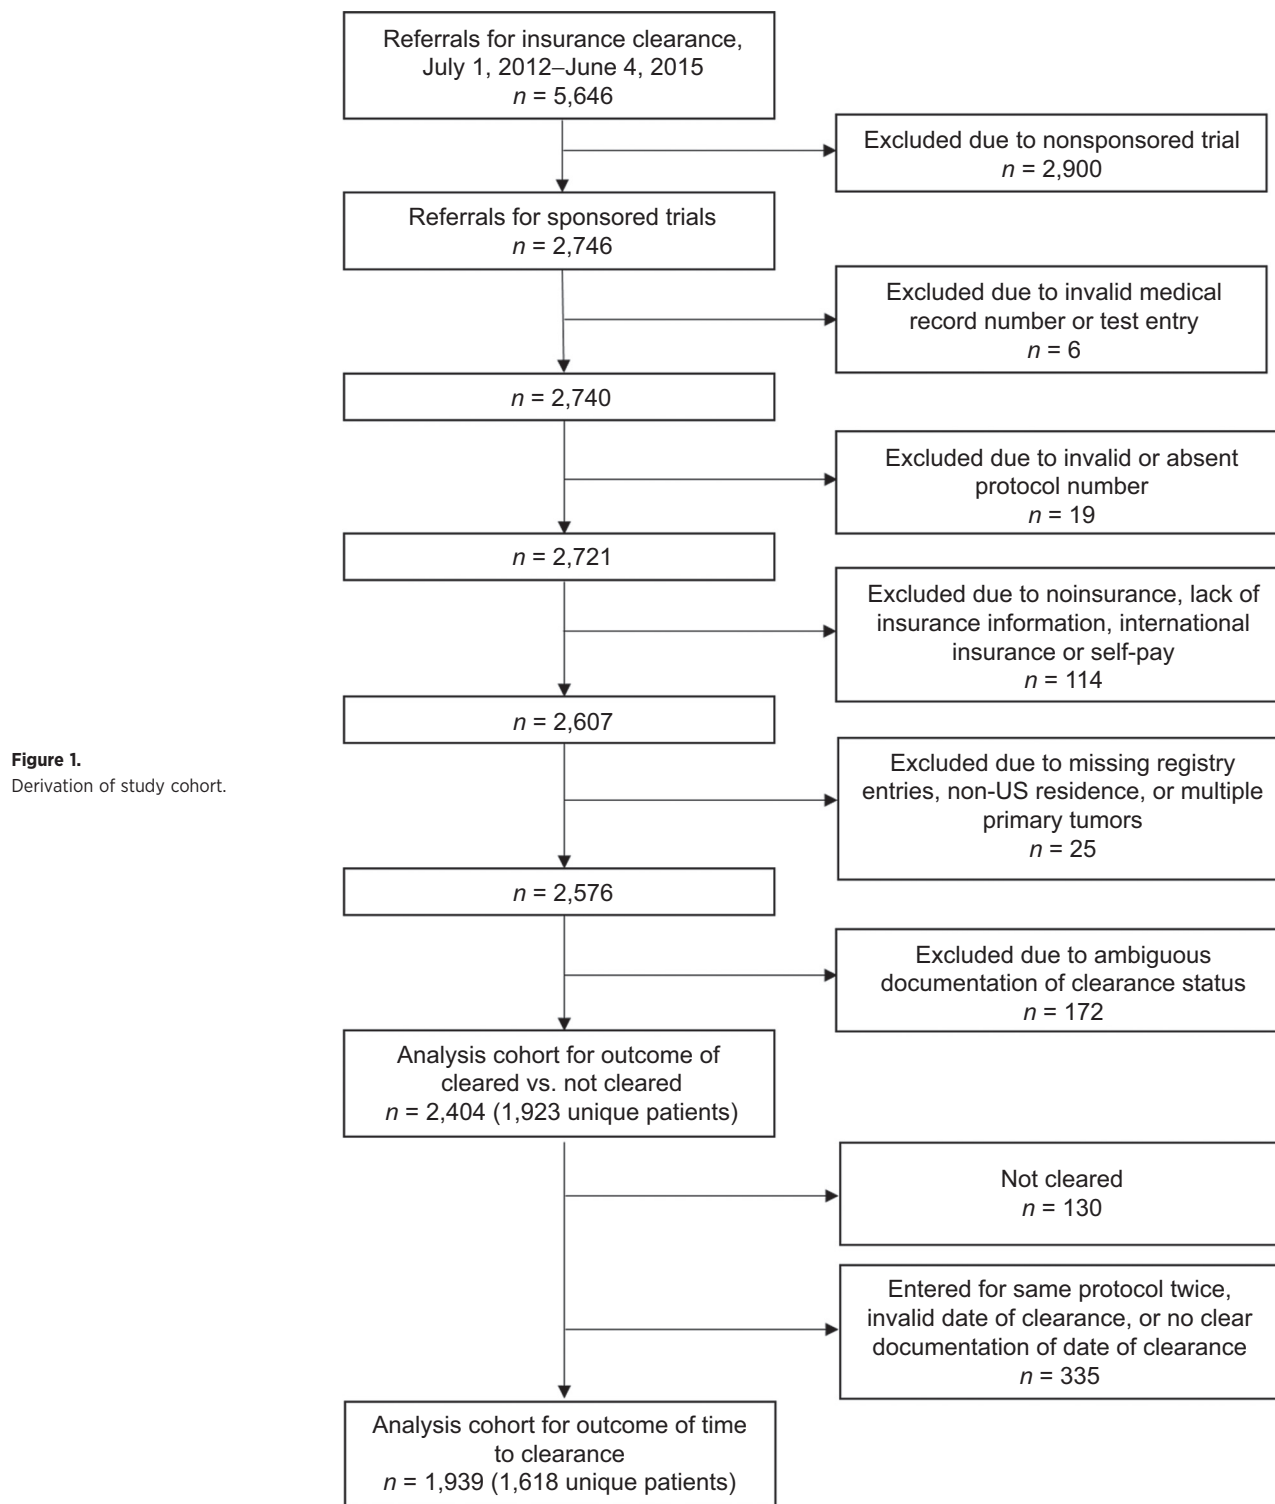 Referrals for insurance clearance,
July 1, 2012–June 4, 2015
n = 5,646
Excluded due to nonsponsored trial
n = 2,900
Referrals for sponsored trials
n = 2,746
Excluded due to invalid medical
record number or test entry
n = 6
n = 2,740
Excluded due to invalid or absent
protocol number
n = 19
n = 2,721
Excluded due to noinsurance, lack of
insurance information, international
insurance or self-pay
n = 114
n = 2,607
Figure 1.
Derivation of study cohort.
Excluded due to missing registry
entries, non-US residence, or multiple
primary tumors
n = 25
n = 2,576
Excluded due to ambiguous
documentation of clearance status
n = 172
Analysis cohort for outcome of
cleared vs. not cleared
n = 2,404 (1,923 unique patients)
Not cleared
n = 130
Entered for same protocol twice,
invalid date of clearance, or no clear
documentation of date of clearance
n = 335
Analysis cohort for outcome of time
to clearance
n = 1,939 (1,618 unique patients)